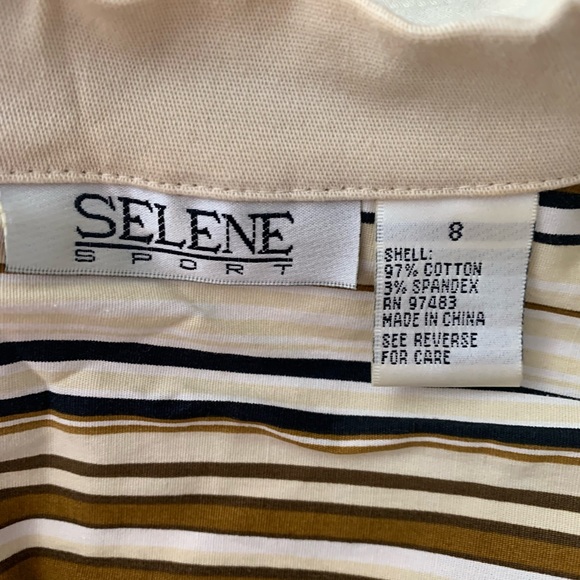 SELENE
SPORT
8
SHELL:
97% COTTON
3% SPANDEX
RN 97483
MADE IN CHINA
SEE REVERSE
FOR CARE